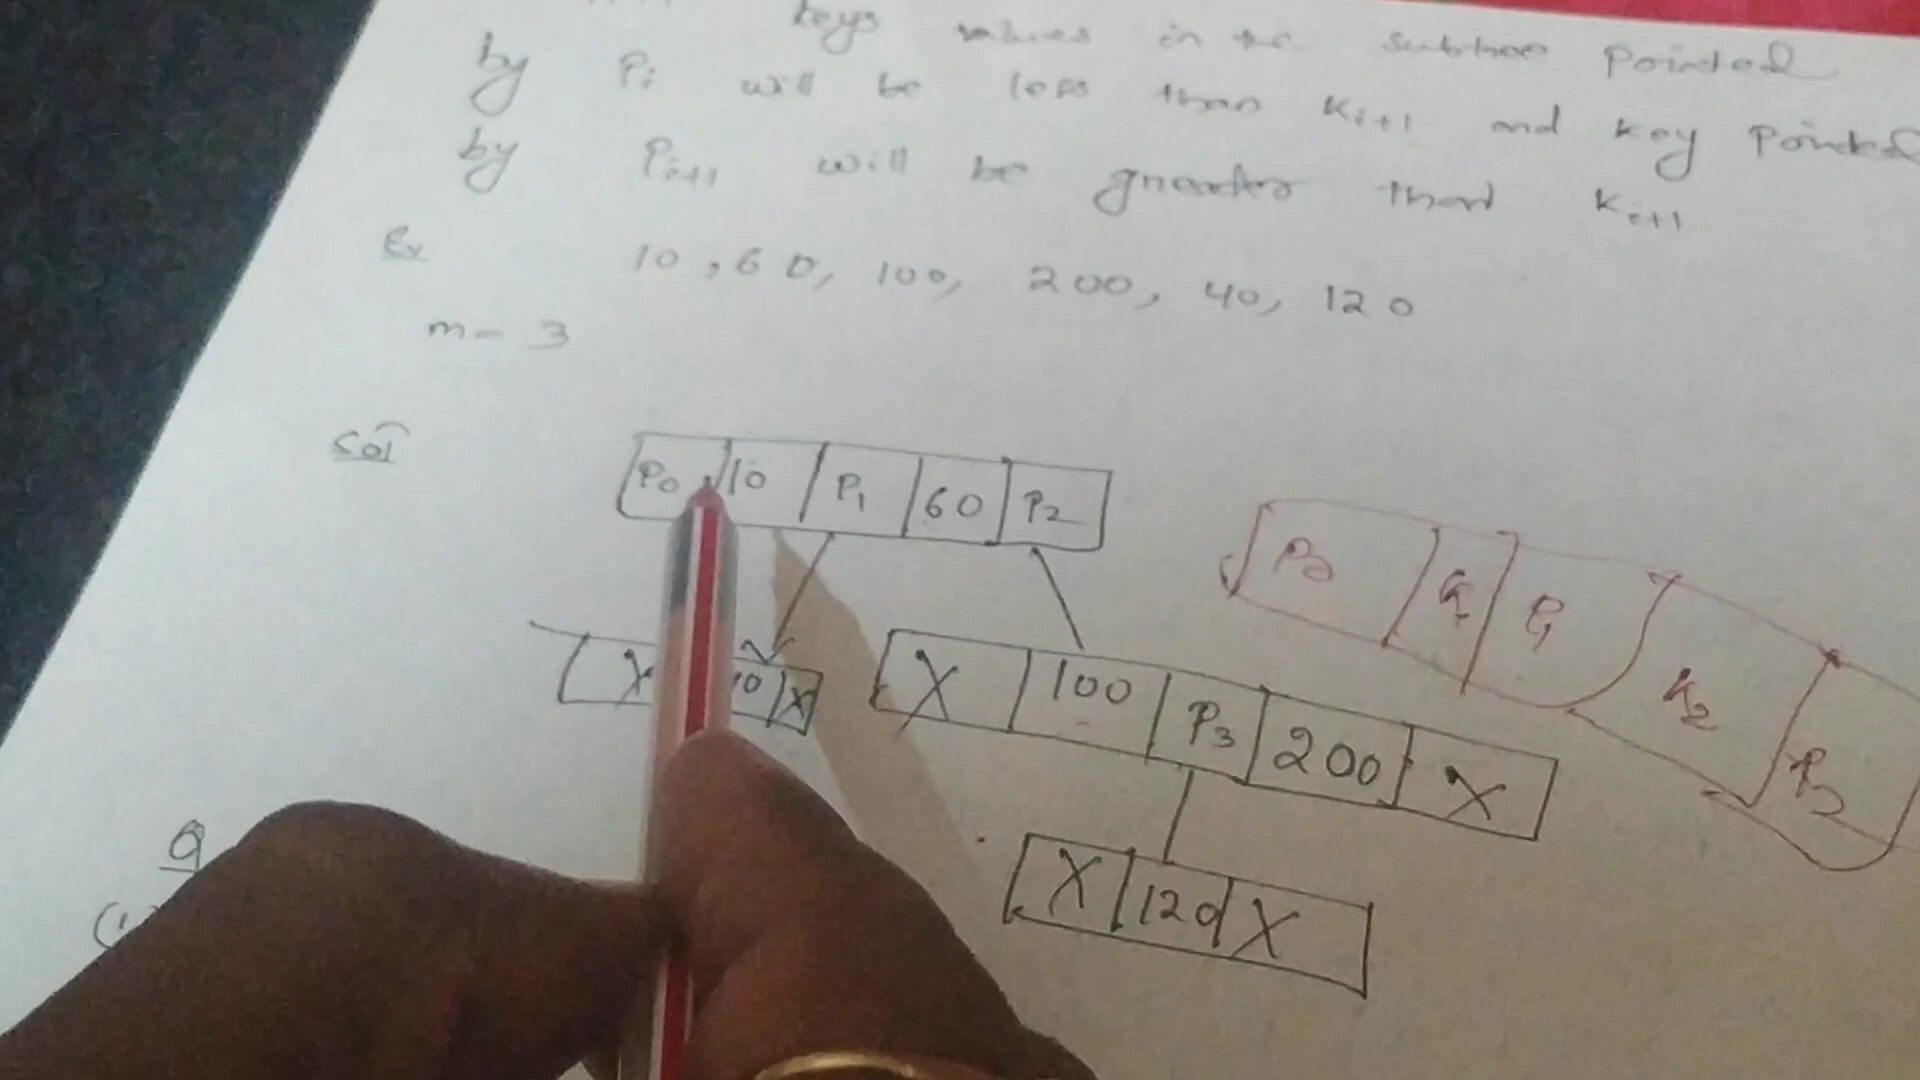 keys values in the subtree pointed
by Pi will be less than Ki+1 and key pointed
by Pi+1 will be greater than Ki+1
Ex 10, 60, 100, 200, 40, 120
m- 3
Sol
P0 10 P1 60 P2
P0 K1 P1 K2 P2
X X
X 100 P3 200 X
X 120 X
Q
(1